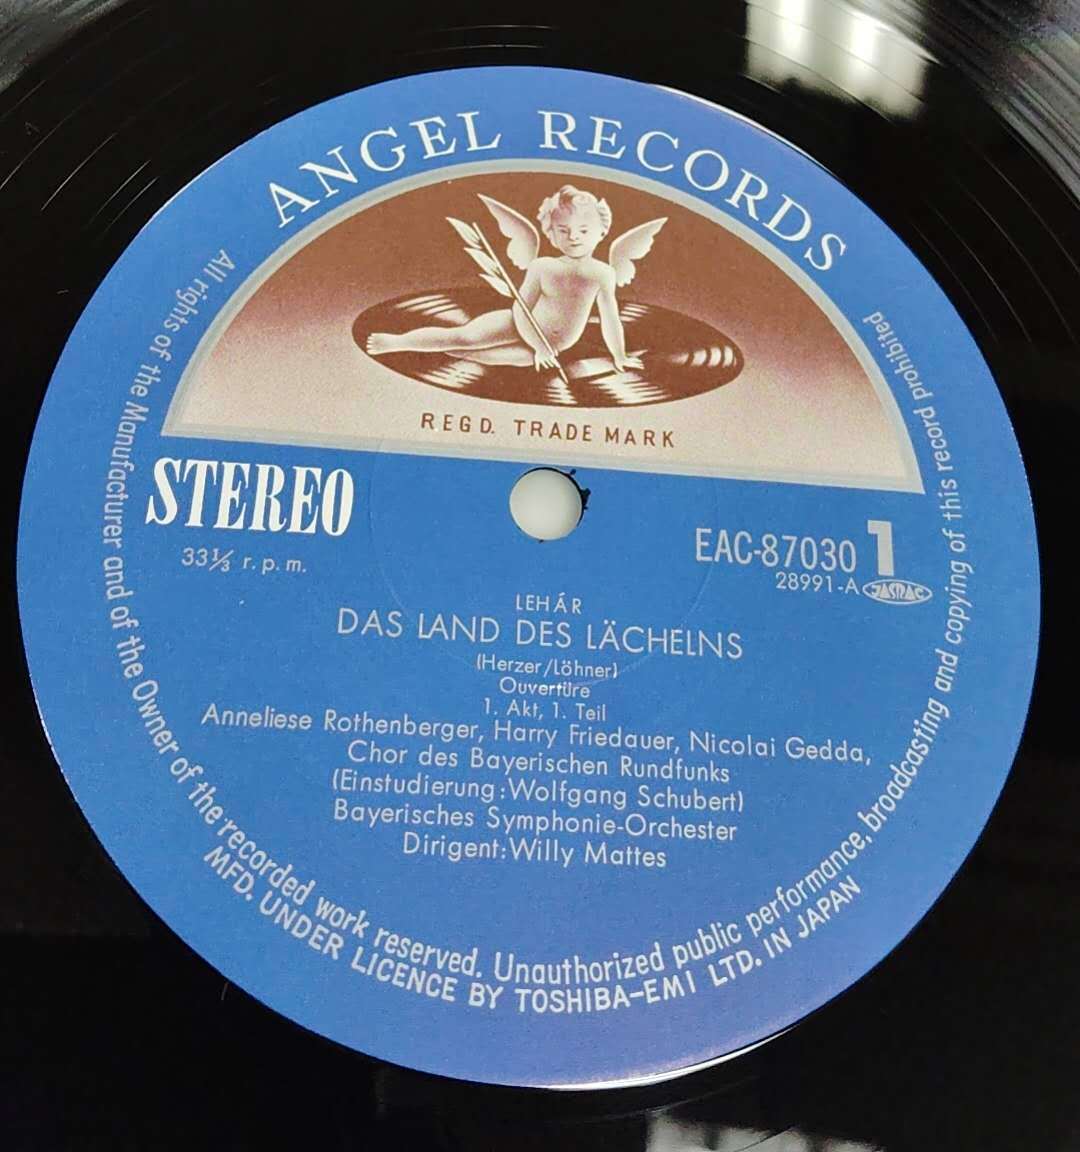 ANGEL RECORDS
REGD. TRADE MARK
STEREO
33⅓ r.p.m.
EAC-87030 1
28991-A JASRAC
LEHÁR
DAS LAND DES LÄCHELNS
(Herzer/Löhner)
Ouvertüre
1. Akt, 1. Teil
Anneliese Rothenberger, Harry Friedauer, Nicolai Gedda,
Chor des Bayerischen Rundfunks
(Einstudierung:Wolfgang Schubert)
Bayerisches Symphonie-Orchester
Dirigent:Willy Mattes
All rights of the Manufacturer and of the Owner of the recorded work reserved. Unauthorized public performance, broadcasting and copying of this record prohibited
MFD. UNDER LICENCE BY TOSHIBA-EMI LTD. IN JAPAN